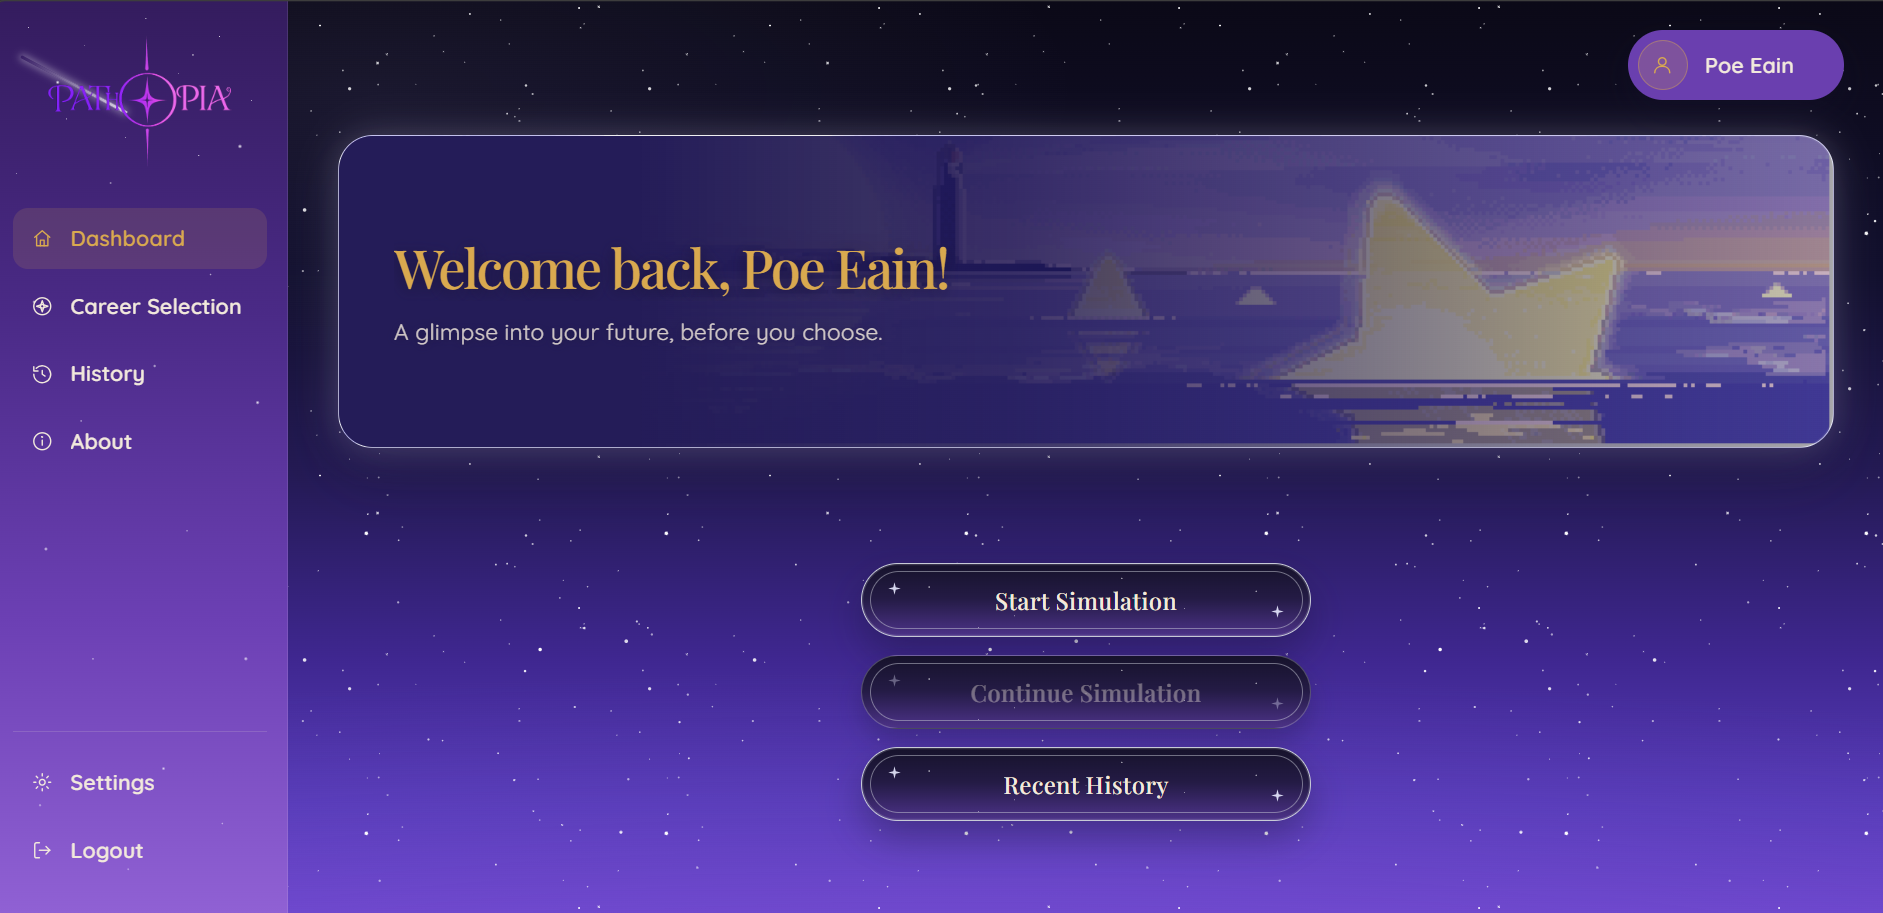 PATHOPIA
Dashboard
Career Selection
History
About
Settings
Logout
Poe Eain
Welcome back, Poe Eain!
A glimpse into your future, before you choose.
Start Simulation
Continue Simulation
Recent History